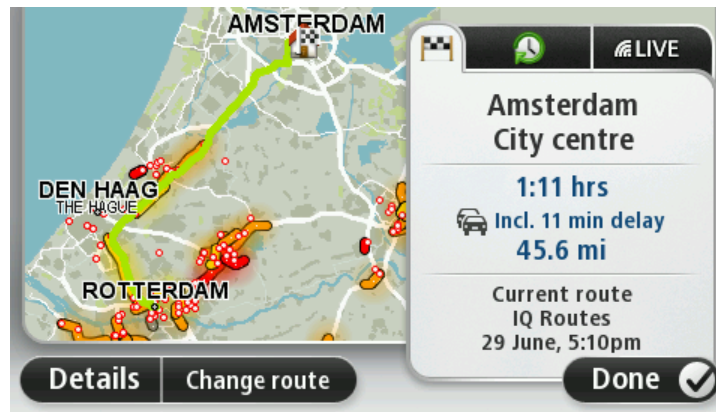 AMSTERDAM
DEN HAAG
THE HAGUE
ROTTERDAM
LIVE
Amsterdam
City centre
1:11 hrs
Incl. 11 min delay
45.6 mi
Current route
IQ Routes
29 June, 5:10pm
Details
Change route
Done